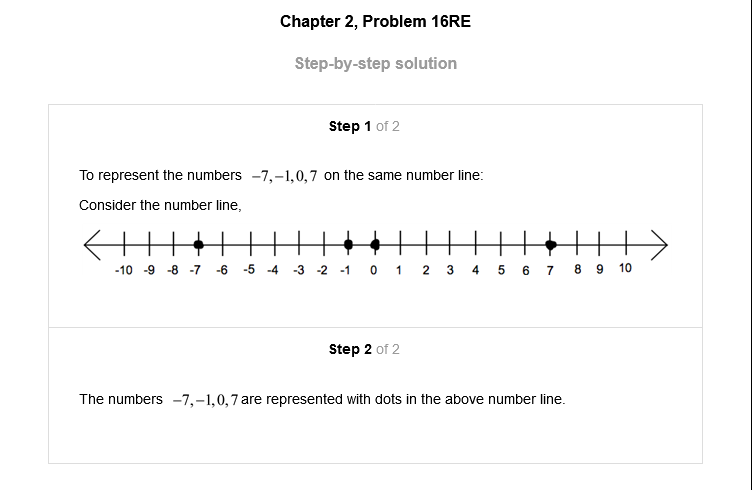 Chapter 2, Problem 16RE
Step-by-step solution
Step 1 of 2
To represent the numbers −7,−1,0,7 on the same number line:
Consider the number line,
-10 -9 -8 -7 -6 -5 -4 -3 -2 -1 0 1 2 3 4 5 6 7 8 9 10
Step 2 of 2
The numbers −7,−1,0,7 are represented with dots in the above number line.